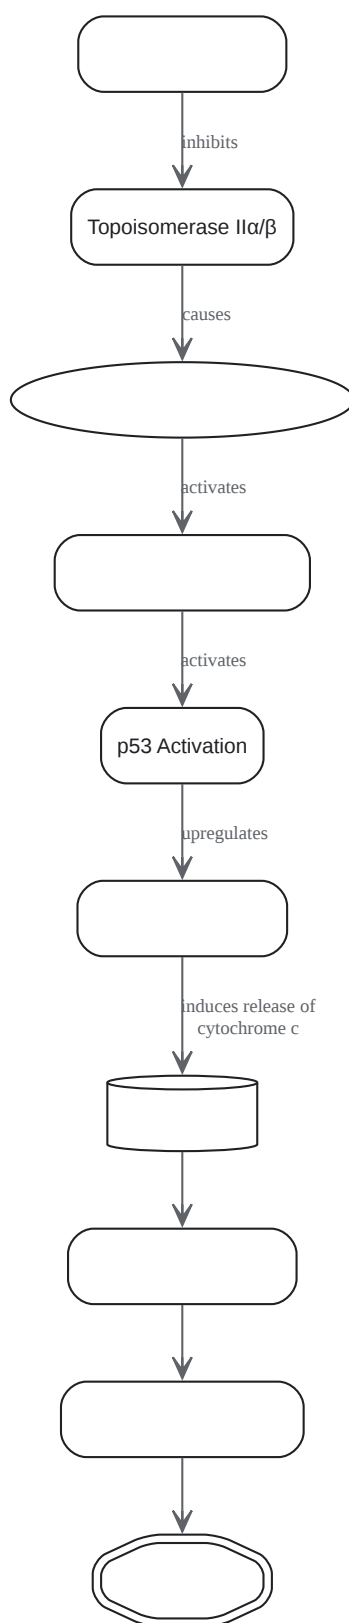 inhibits
Topoisomerase IIα/β
causes
activates
activates
p53 Activation
upregulates
induces release of
cytochrome c